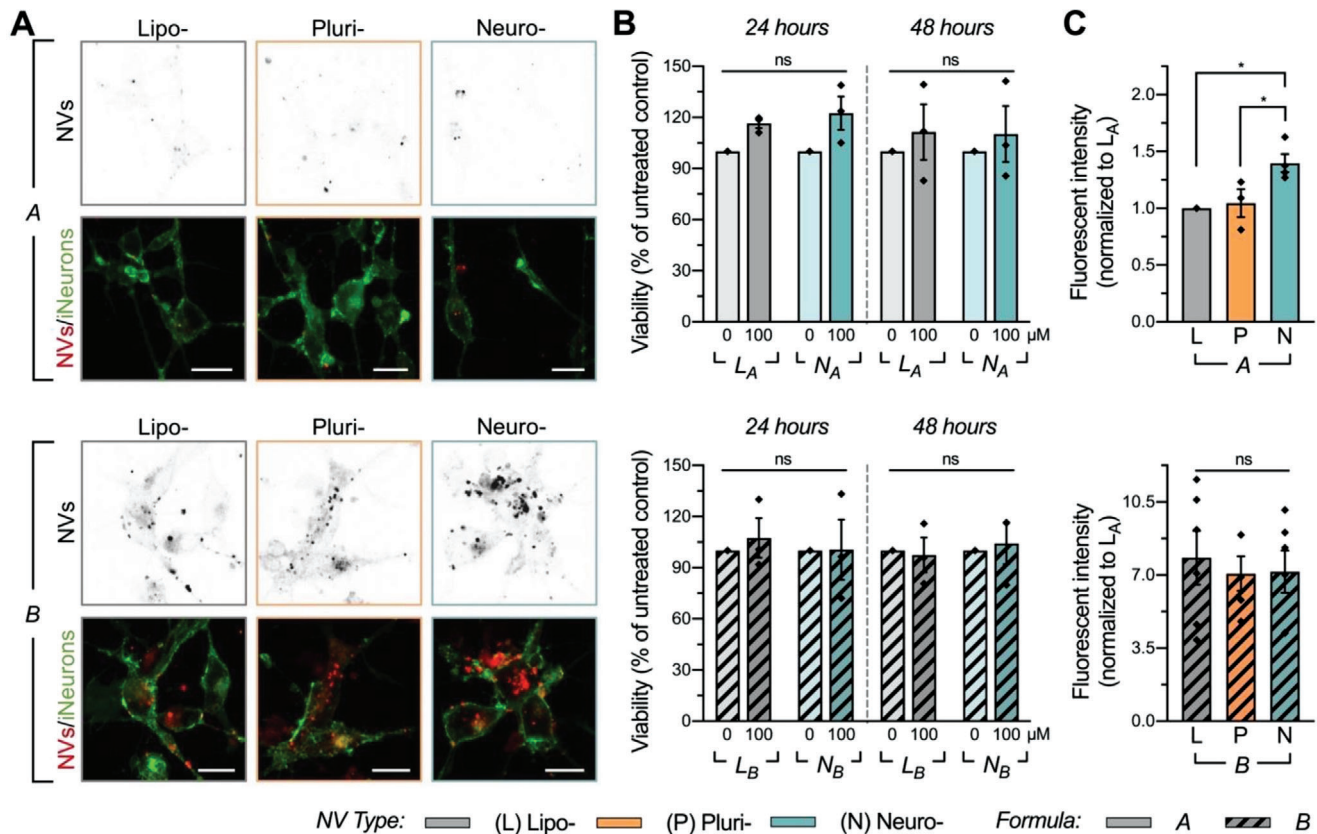 A
Lipo-
Pluri-
Neuro-
NVs
A
NVs/iNeurons
Lipo-
Pluri-
Neuro-
NVs
B
NVs/iNeurons
B
24 hours
48 hours
ns
ns
150
120
90
60
30
0
Viability (% of untreated control)
0 100 0 100 0 100 0 100 µM
L_A N_A L_A N_A
24 hours
48 hours
ns
ns
150
120
90
60
30
0
Viability (% of untreated control)
0 100 0 100 0 100 0 100 µM
L_B N_B L_B N_B
C
*
*
2.0
1.5
1.0
0.5
0.0
Fluorescent intensity
(normalized to L_A)
L P N
A
ns
10.5
7.0
3.5
0.0
Fluorescent intensity
(normalized to L_A)
L P N
B
NV Type: (L) Lipo- (P) Pluri- (N) Neuro- Formula: A B